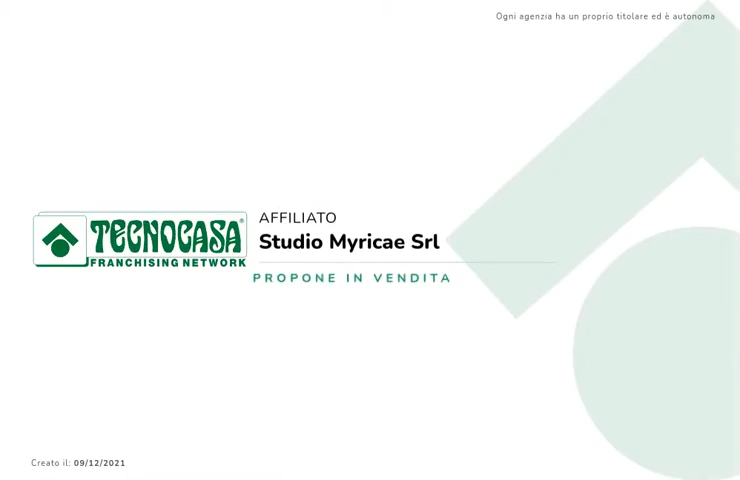 Ogni agenzia ha un proprio titolare ed è autonoma
TECNOCASA®
FRANCHISING NETWORK
AFFILIATO
Studio Myricae Srl
PROPONE IN VENDITA
Creato il: 09/12/2021